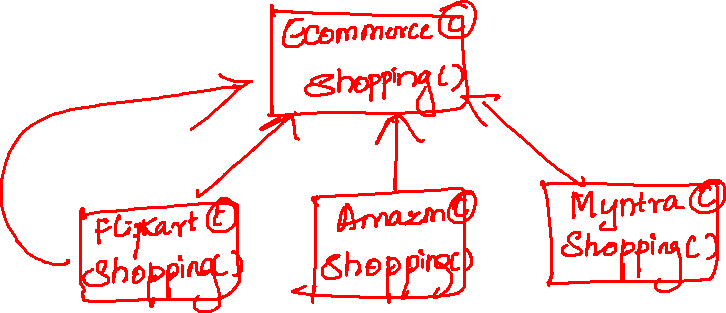 Ecommerce C
Shopping()
Flipkart C
Shopping()
Amazon C
Shopping()
Myntra C
Shopping()